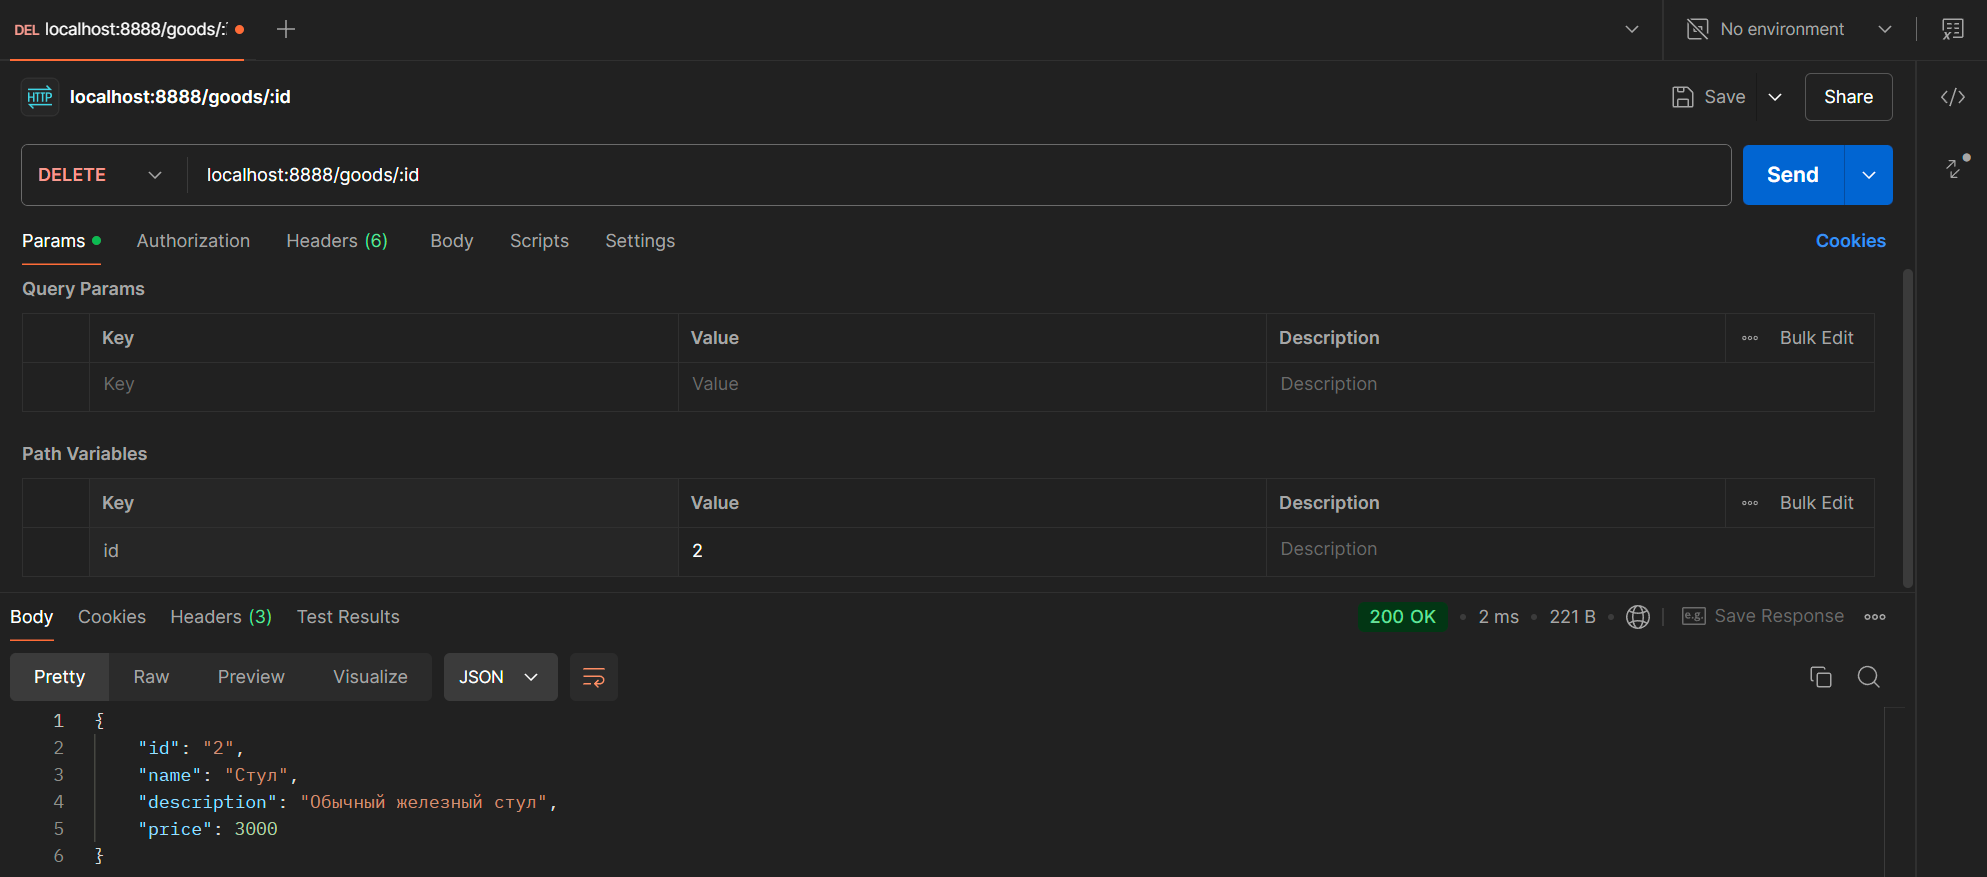 DEL localhost:8888/goods/:
No environment
HTTP localhost:8888/goods/:id
Save
Share
DELETE
localhost:8888/goods/:id
Send
Params
Authorization
Headers (6)
Body
Scripts
Settings
Cookies
Query Params
Key Value Description Bulk Edit
Key Value Description
Path Variables
Key Value Description Bulk Edit
id 2 Description
Body Cookies Headers (3) Test Results
200 OK • 2 ms • 221 B • e.g. Save Response
Pretty Raw Preview Visualize JSON
1 {
2 "id": "2",
3 "name": "Стул",
4 "description": "Обычный железный стул",
5 "price": 3000
6 }